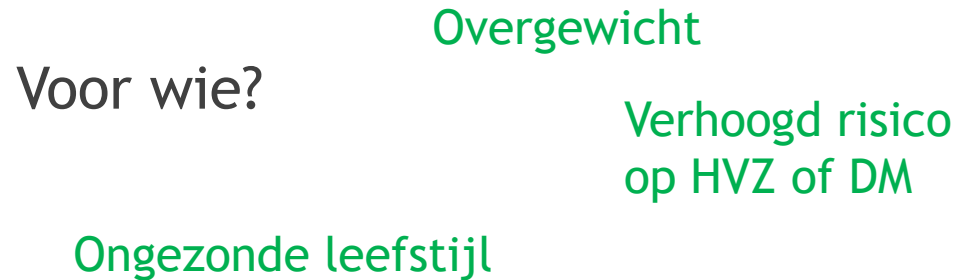 Overgewicht
Voor wie?
Verhoogd risico
op HVZ of DM
Ongezonde leefstijl